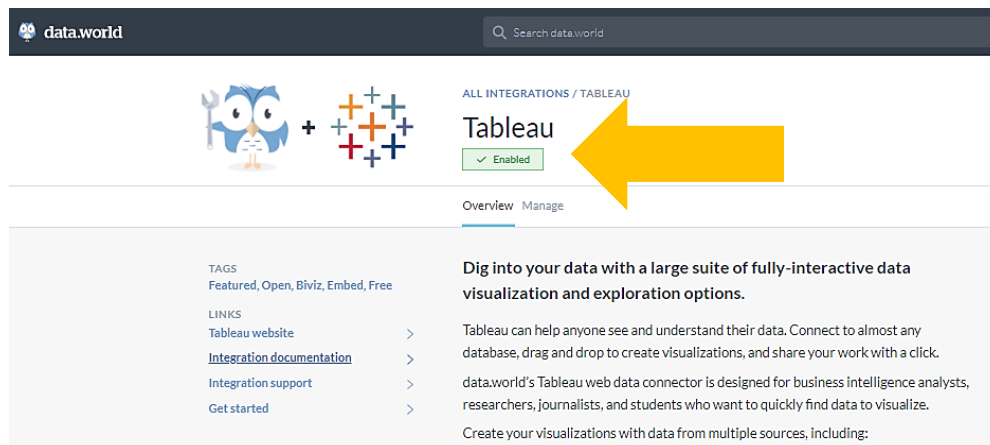 data.world
Search data.world
ALL INTEGRATIONS / TABLEAU
Tableau
Enabled
Overview Manage
TAGS
Featured, Open, Biviz, Embed, Free
LINKS
Tableau website
Integration documentation
Integration support
Get started
Dig into your data with a large suite of fully-interactive data
visualization and exploration options.
Tableau can help anyone see and understand their data. Connect to almost any
database, drag and drop to create visualizations, and share your work with a click.
data.world's Tableau web data connector is designed for business intelligence analysts,
researchers, journalists, and students who want to quickly find data to visualize.
Create your visualizations with data from multiple sources, including: